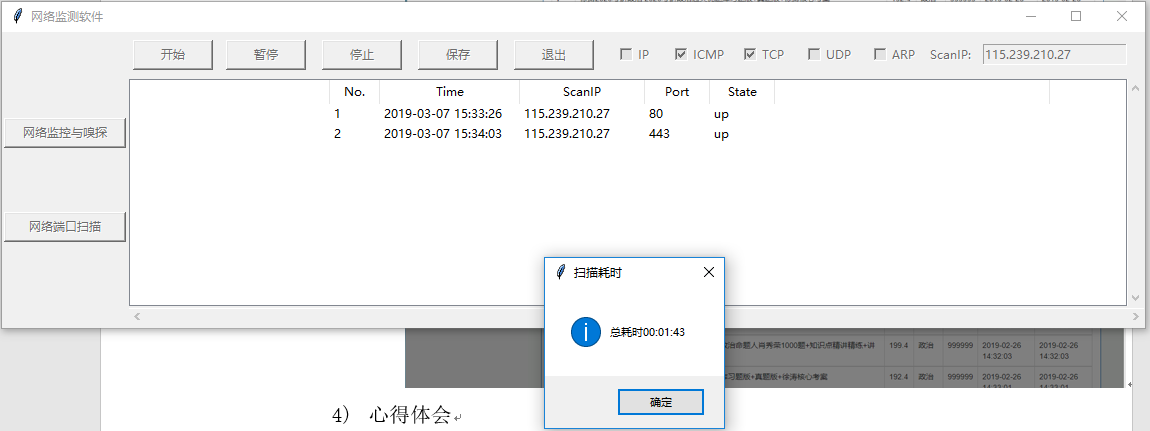 网络监测软件
开始 暂停 停止 保存 退出 IP ICMP TCP UDP ARP ScanIP: 115.239.210.27
No. Time ScanIP Port State
1 2019-03-07 15:33:26 115.239.210.27 80 up
2 2019-03-07 15:34:03 115.239.210.27 443 up
网络监控与嗅探
网络端口扫描
扫描耗时
总耗时00:01:43
确定
治命题人肖秀荣1000题+知识点精讲精练+讲 199.4 政治 999999 2019-02-26 2019-02-26
14:32:03 14:32:03
习题版+真题版+徐涛核心考案 192.4 政治 999999 2019-02-26 2019-02-26
4） 心得体会